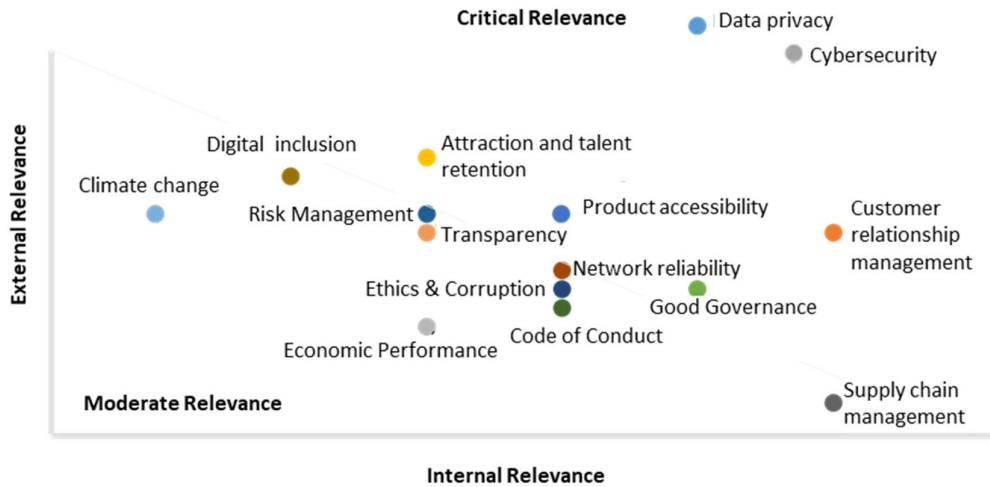 Critical Relevance
Data privacy
Cybersecurity
Digital inclusion
Attraction and talent
retention
Climate change
Risk Management
Transparency
Product accessibility
Customer
relationship
management
Network reliability
Ethics & Corruption
Good Governance
Code of Conduct
Economic Performance
Moderate Relevance
Supply chain
management
External Relevance
Internal Relevance